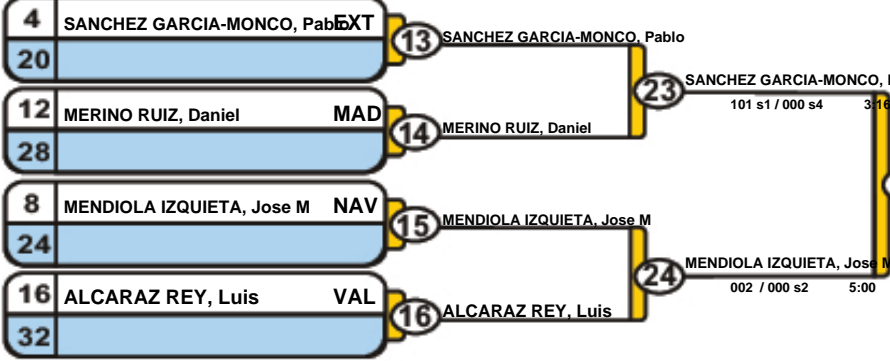 4 SANCHEZ GARCIA-MONCO, Pablo EXT
20
13 SANCHEZ GARCIA-MONCO, Pablo
12 MERINO RUIZ, Daniel MAD
28
14 MERINO RUIZ, Daniel
23 SANCHEZ GARCIA-MONCO,
101 s1 / 000 s4 3:16
8 MENDIOLA IZQUIETA, Jose M NAV
24
15 MENDIOLA IZQUIETA, Jose M
16 ALCARAZ REY, Luis VAL
32
16 ALCARAZ REY, Luis
24 MENDIOLA IZQUIETA, Jose M
002 / 000 s2 5:00